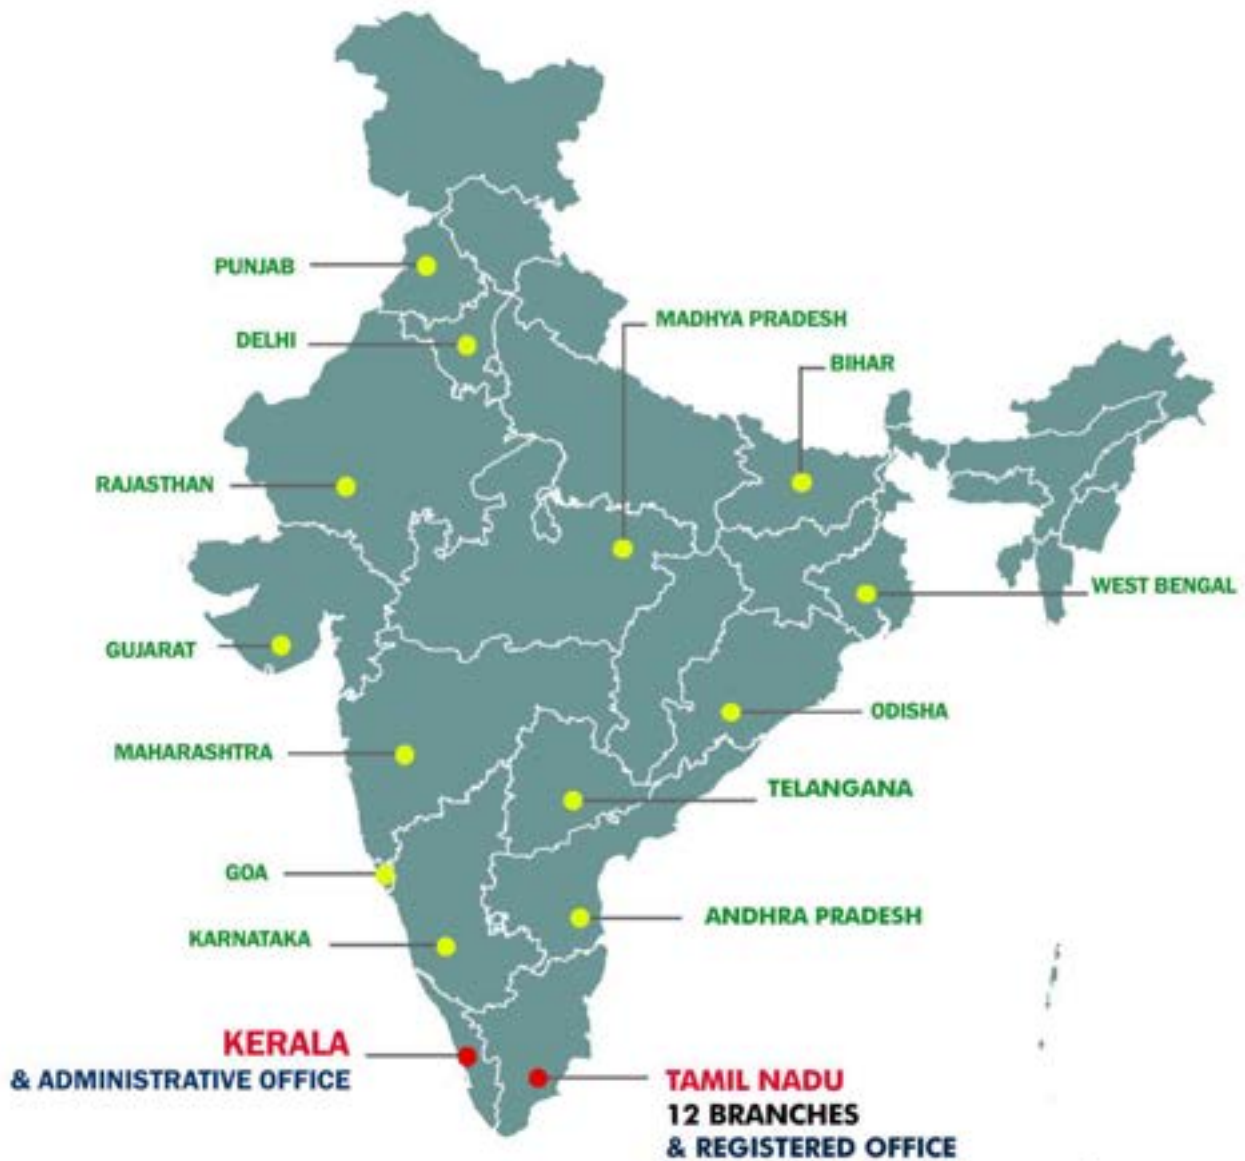 PUNJAB
MADHYA PRADESH
DELHI
BIHAR
RAJASTHAN
WEST BENGAL
GUJARAT
ODISHA
MAHARASHTRA
TELANGANA
GOA
ANDHRA PRADESH
KARNATAKA
KERALA
& ADMINISTRATIVE OFFICE
TAMIL NADU
12 BRANCHES
& REGISTERED OFFICE